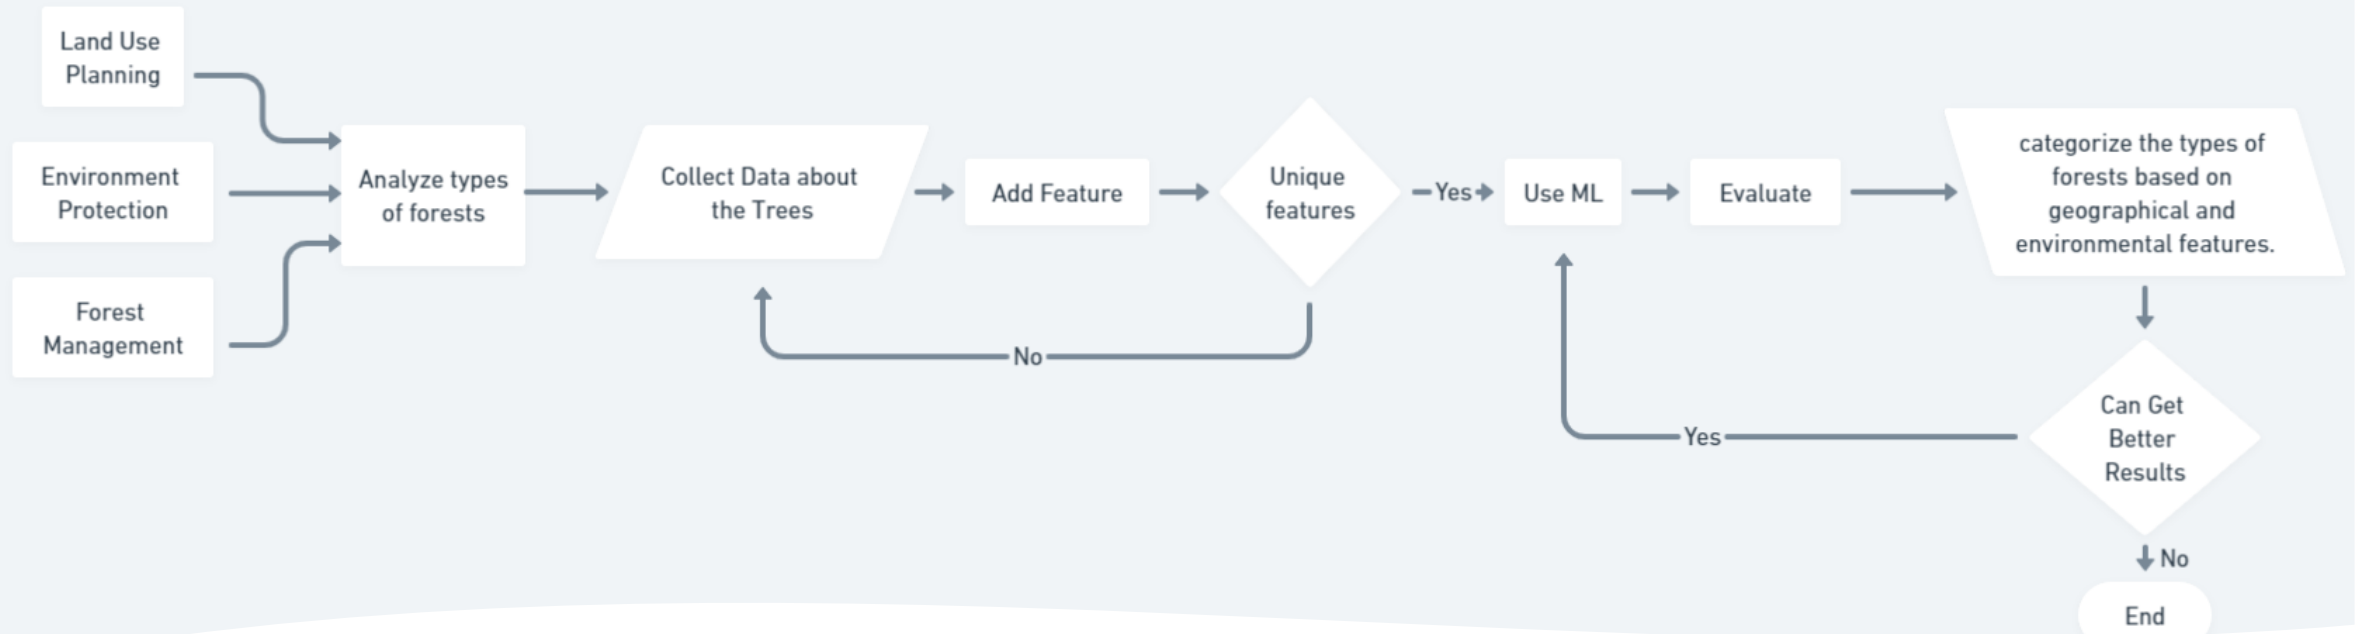 Land Use
Planning
Environment
Protection
Forest
Management
Analyze types
of forests
Collect Data about
the Trees
Add Feature
Unique
features
No
Yes
Use ML
Evaluate
categorize the types of
forests based on
geographical and
environmental features.
Can Get
Better
Results
Yes
No
End